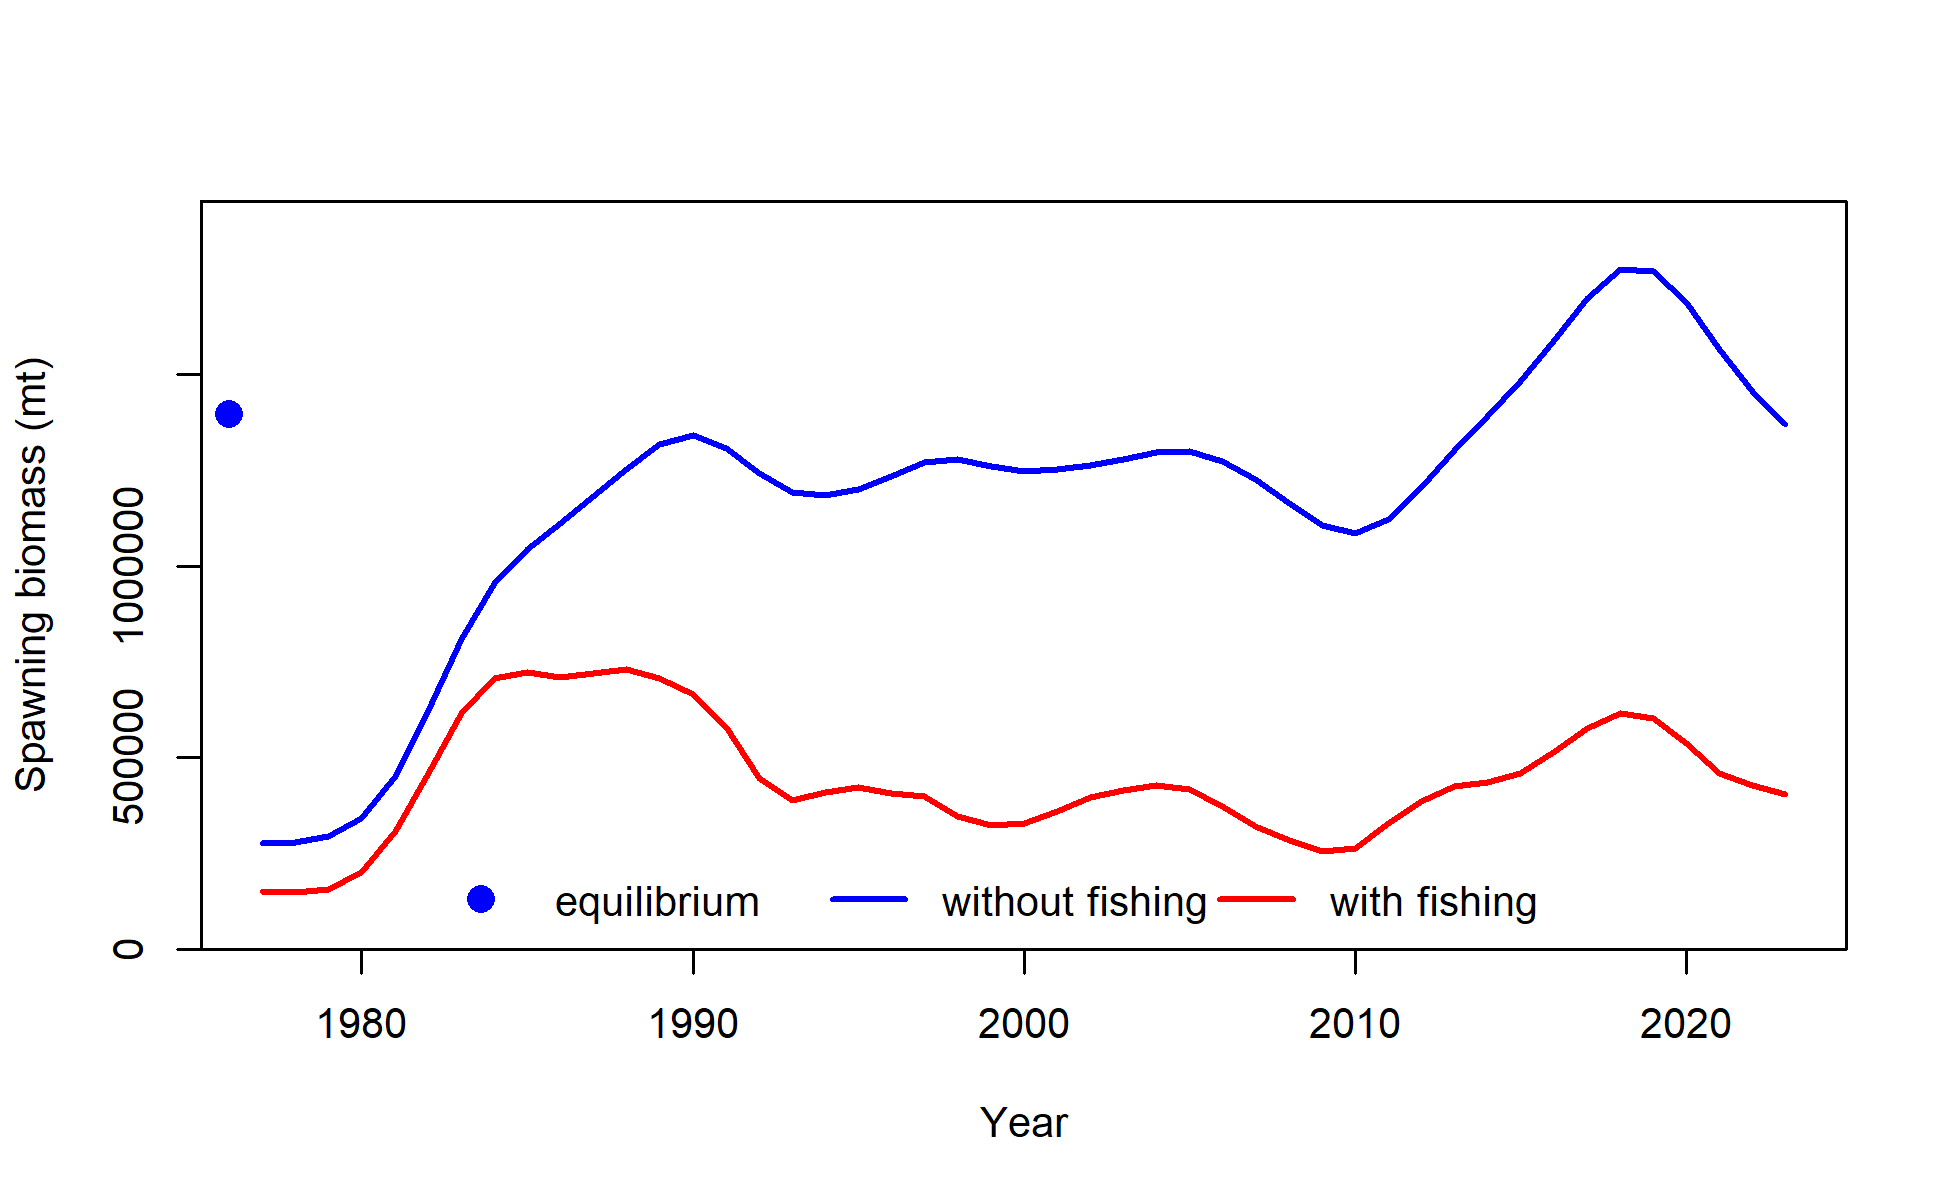 Spawning biomass (mt)
1000000
500000
0
equilibrium without fishing with fishing
1980 1990 2000 2010 2020
Year